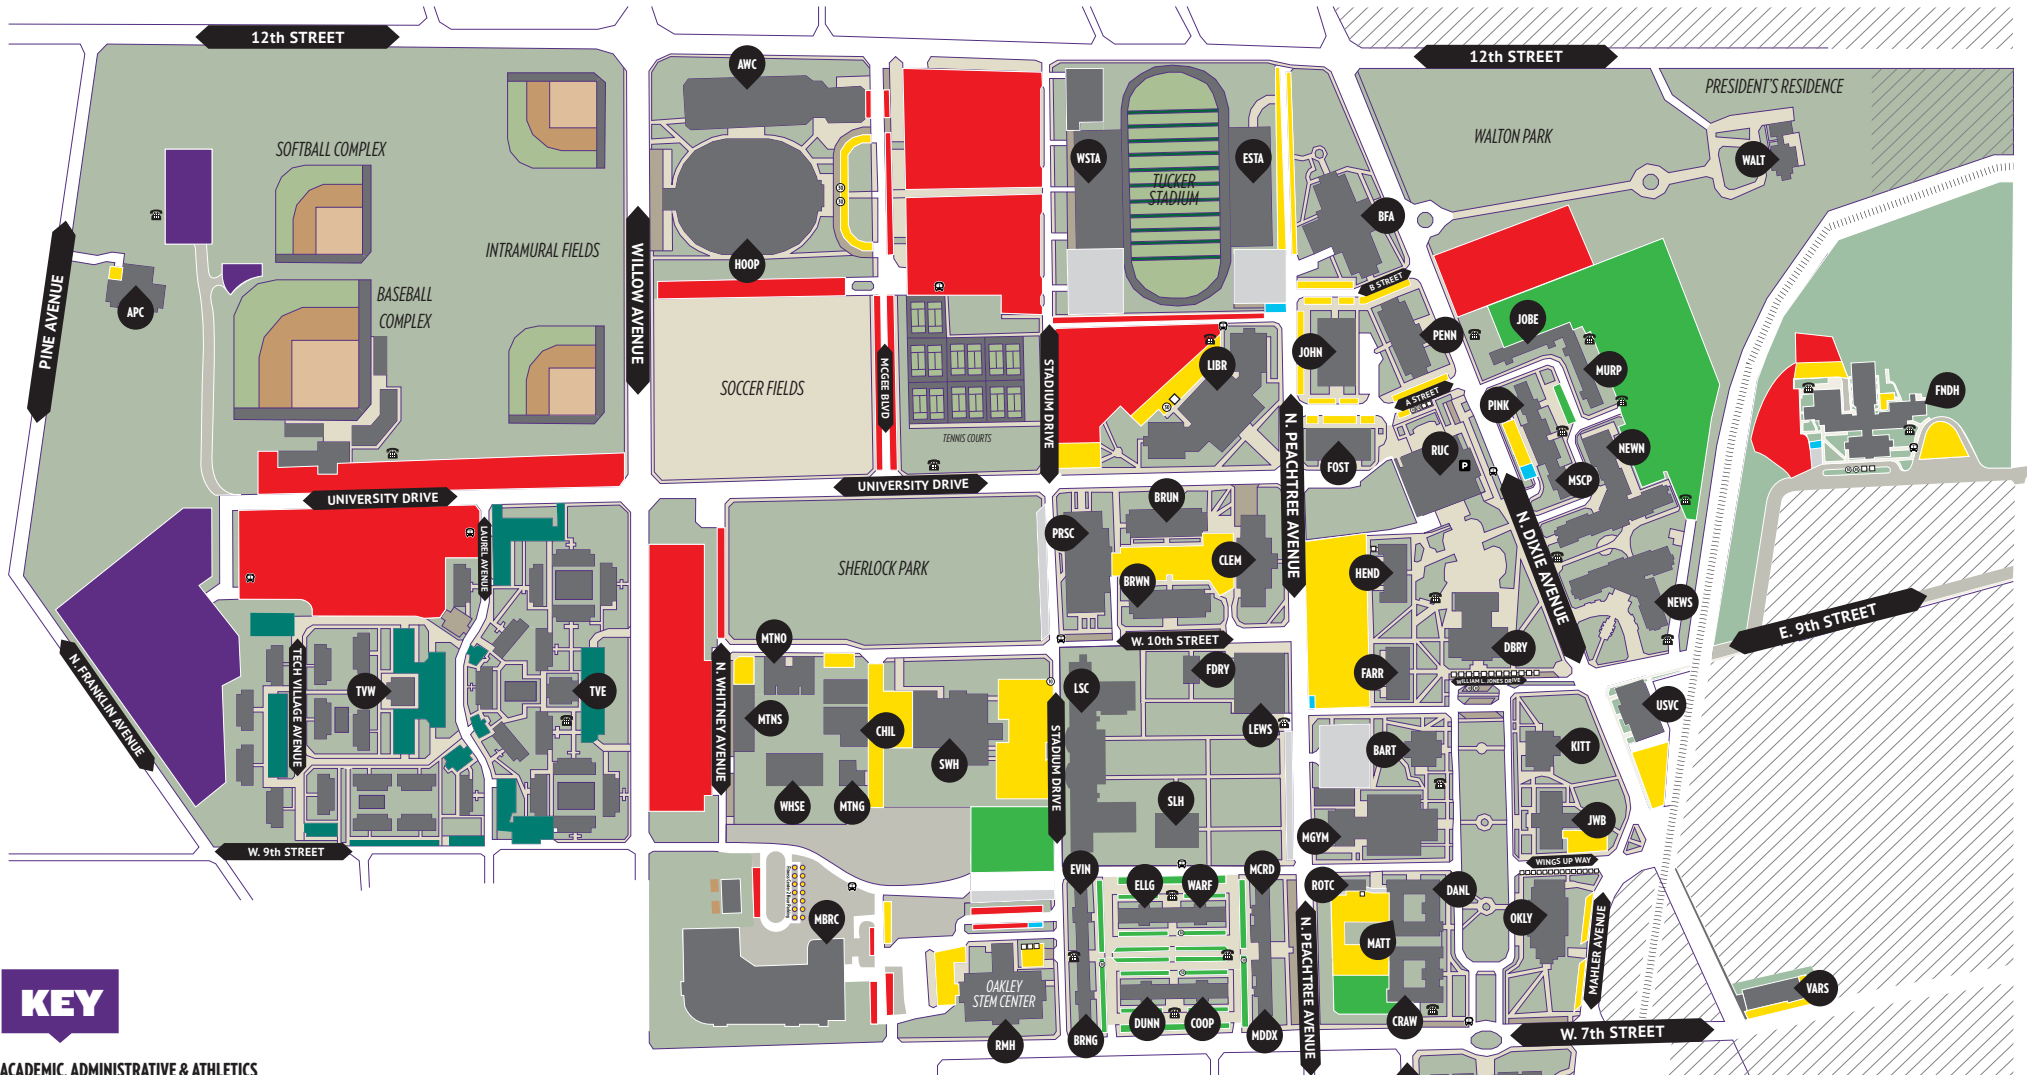 12th STREET
12th STREET
AWC
PRESIDENT'S RESIDENCE
WALTON PARK
SOFTBALL COMPLEX
WSTA
ESTA
WALT
TUCKER
STADIUM
BFA
INTRAMURAL FIELDS
HOOP
B STREET
PINE AVENUE
WILLOW AVENUE
APC
BASEBALL
COMPLEX
JOBE
PENN
JOHN
LIBR
MURP
MCGEE BLVD
STADIUM DRIVE
SOCCER FIELDS
A STREET
PINK
FNDH
TENNIS COURTS
N. PEACHTREE AVENUE
RUC
P
NEWN
FOST
MSCP
UNIVERSITY DRIVE
UNIVERSITY DRIVE
BRUN
PRSC
N. DIXIE AVENUE
LAUREL AVENUE
SHERLOCK PARK
CLEM
BRWN
HEND
NEWS
E. 9th STREET
MTNO
W. 10th STREET
DBRY
N. FRANKLIN AVENUE
TECH VILLAGE AVENUE
TVW
TVE
N. WHITNEY AVENUE
LSC
FDRY
FARR
WILLIAM L. JONES DRIVE
USVC
MTNS
CHIL
LEWS
STADIUM DRIVE
SWH
BART
KITT
WHSE
MTNG
SLH
JWB
MGYM
W. 9th STREET
WINGS UP WAY
EVIN
MCRD
ELLG
WARF
ROTC
DANL
MBRC
OKLY
N. PEACHTREE AVENUE
MATT
MAHLER AVENUE
OAKLEY
STEM CENTER
VARS
KEY
DUNN
COOP
CRAW
RMH
BRNG
MDDX
W. 7th STREET
ACADEMIC, ADMINISTRATIVE & ATHLETICS